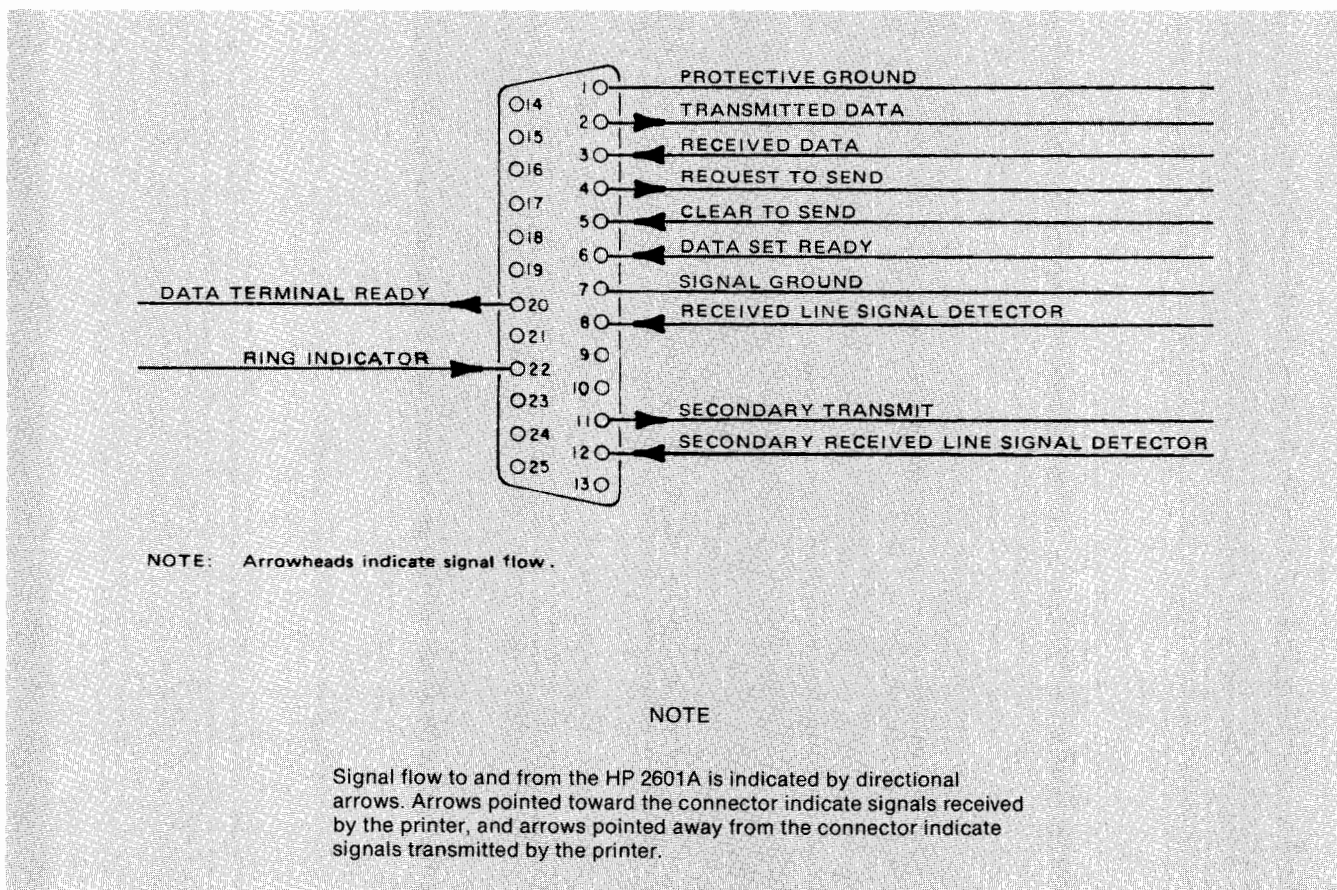 PROTECTIVE GROUND
1
14
TRANSMITTED DATA
2
15
RECEIVED DATA
3
16
REQUEST TO SEND
4
17
CLEAR TO SEND
5
18
DATA SET READY
6
19
SIGNAL GROUND
7
DATA TERMINAL READY
20
RECEIVED LINE SIGNAL DETECTOR
8
21
9
RING INDICATOR
22
10
23
SECONDARY TRANSMIT
11
24
SECONDARY RECEIVED LINE SIGNAL DETECTOR
12
25
13
NOTE: Arrowheads indicate signal flow.
NOTE
Signal flow to and from the HP 2601A is indicated by directional
arrows. Arrows pointed toward the connector indicate signals received
by the printer, and arrows pointed away from the connector indicate
signals transmitted by the printer.